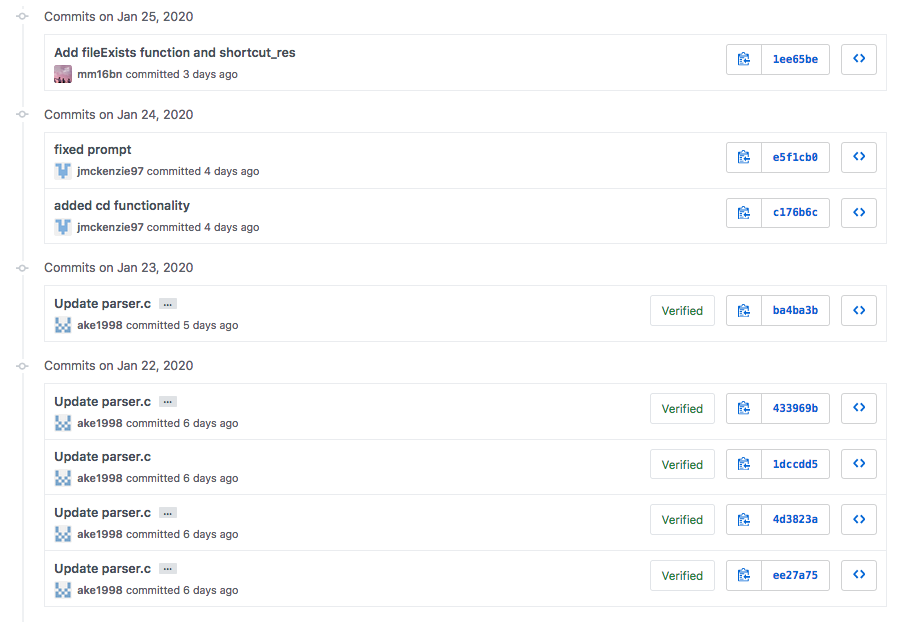 Commits on Jan 25, 2020
Add fileExists function and shortcut_res
mm16bn committed 3 days ago
1ee65be
Commits on Jan 24, 2020
fixed prompt
jmckenzie97 committed 4 days ago
e5f1cb0
added cd functionality
jmckenzie97 committed 4 days ago
c176b6c
Commits on Jan 23, 2020
Update parser.c …
ake1998 committed 5 days ago
Verified
ba4ba3b
Commits on Jan 22, 2020
Update parser.c …
ake1998 committed 6 days ago
Verified
433969b
Update parser.c
ake1998 committed 6 days ago
Verified
1dccdd5
Update parser.c …
ake1998 committed 6 days ago
Verified
4d3823a
Update parser.c …
ake1998 committed 6 days ago
Verified
ee27a75